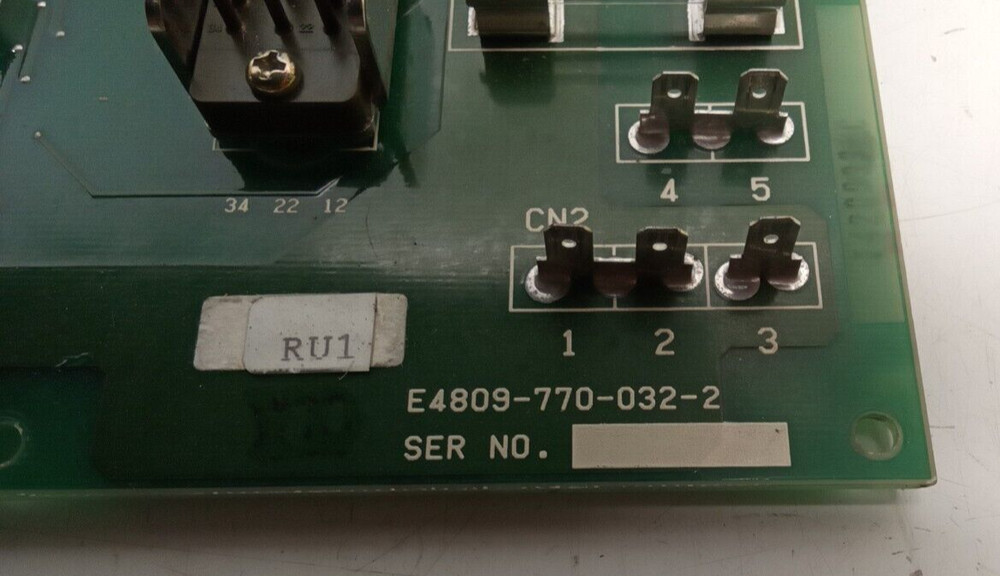 4 5
34 22 12
CN2
1 2 3
RU1
E4809-770-032-2
SER NO.